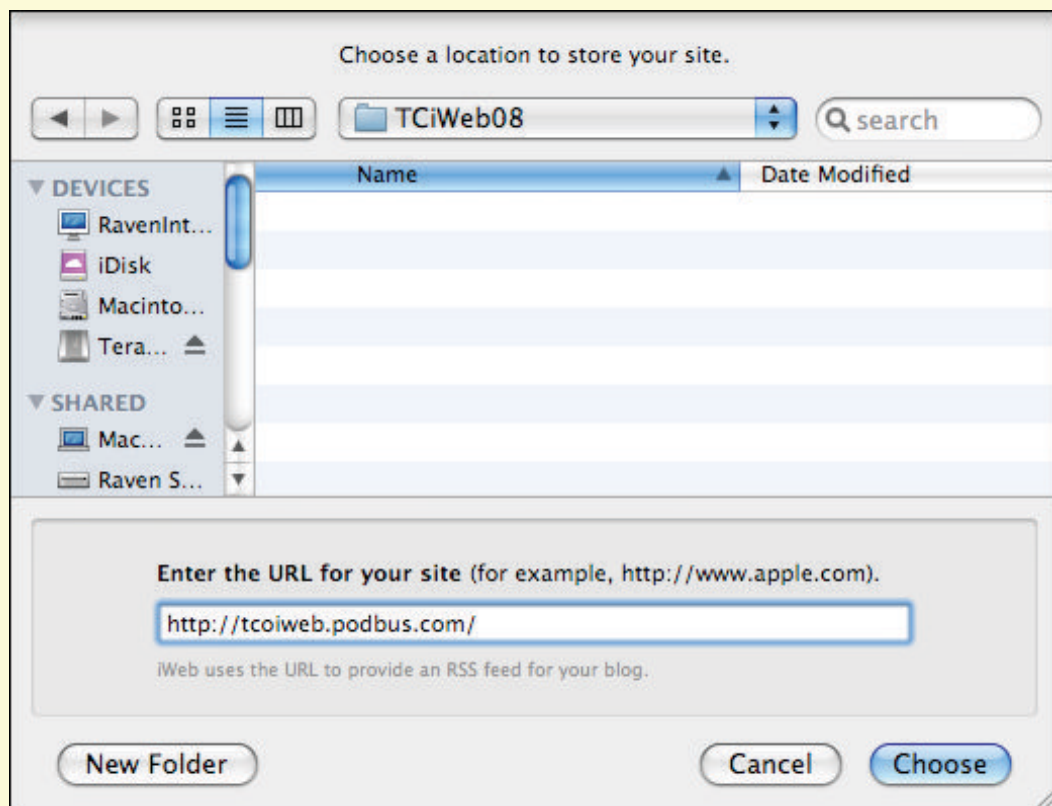 Choose a location to store your site.
TCiWeb08
search
Name
Date Modified
DEVICES
RavenInt...
iDisk
Macinto...
Tera...
SHARED
Mac...
Raven S...
Enter the URL for your site (for example, http://www.apple.com).
http://tcoiweb.podbus.com/
iWeb uses the URL to provide an RSS feed for your blog.
New Folder
Cancel
Choose